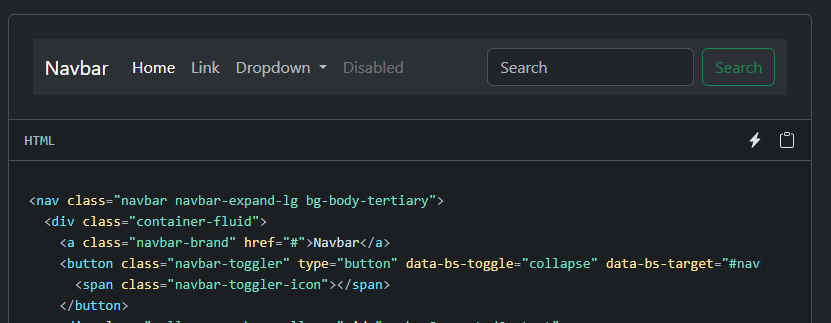 Navbar Home Link Dropdown Disabled Search Search
HTML
<nav class="navbar navbar-expand-lg bg-body-tertiary">
<div class="container-fluid">
<a class="navbar-brand" href="#">Navbar</a>
<button class="navbar-toggler" type="button" data-bs-toggle="collapse" data-bs-target="#nav
<span class="navbar-toggler-icon"></span>
</button>